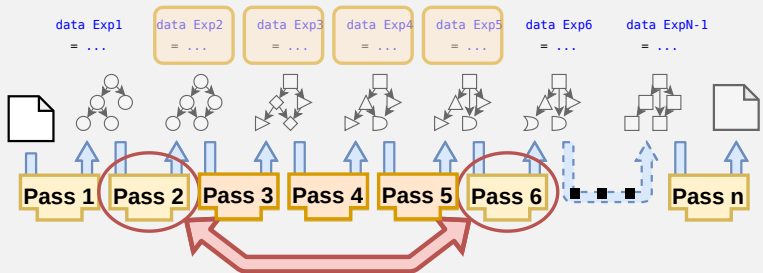 data Exp1
= ...
data Exp2
= ...
data Exp3
= ...
data Exp4
= ...
data Exp5
= ...
data Exp6
= ...
data ExpN-1
= ...
Pass 1
Pass 2
Pass 3
Pass 4
Pass 5
Pass 6
Pass n